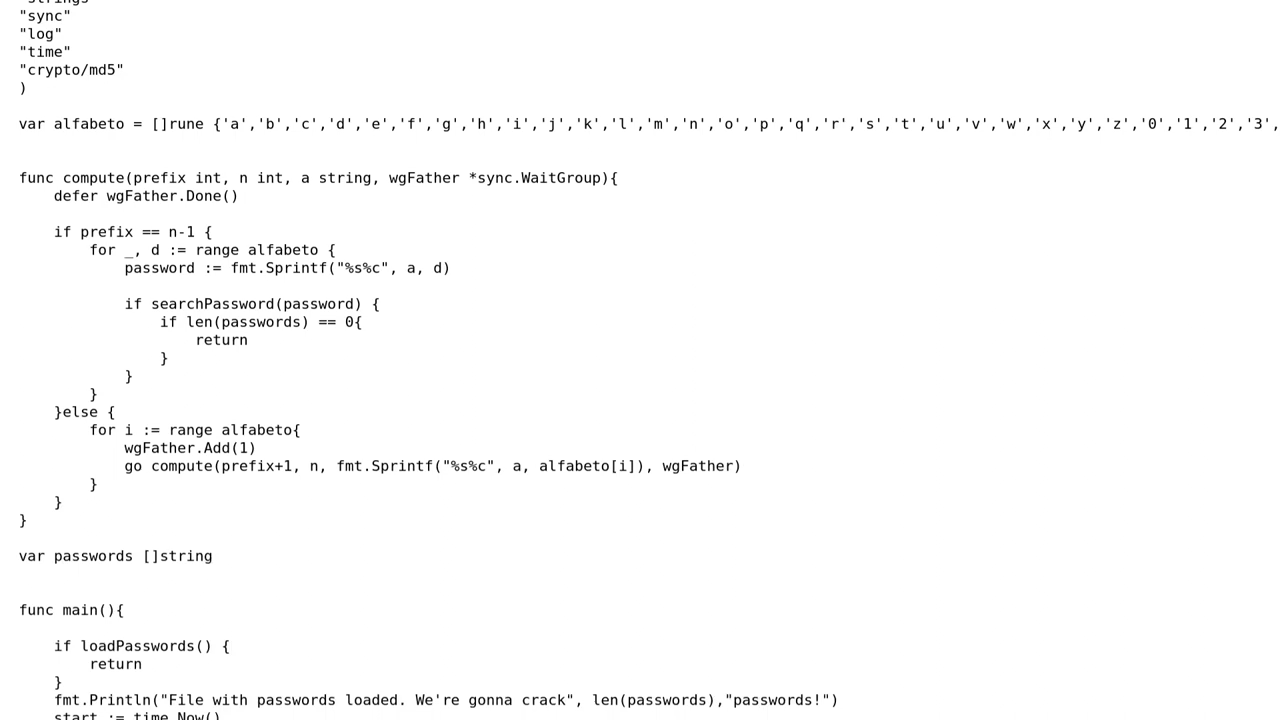 "strings"
"sync"
"log"
"time"
"crypto/md5"
)
var alfabeto = []rune {'a','b','c','d','e','f','g','h','i','j','k','l','m','n','o','p','q','r','s','t','u','v','w','x','y','z','0','1','2','3',
func compute(prefix int, n int, a string, wgFather *sync.WaitGroup){
    defer wgFather.Done()
    if prefix == n-1 {
        for _, d := range alfabeto {
            password := fmt.Sprintf("%s%c", a, d)
            if searchPassword(password) {
                if len(passwords) == 0{
                    return
                }
            }
        }
    }else {
        for i := range alfabeto{
            wgFather.Add(1)
            go compute(prefix+1, n, fmt.Sprintf("%s%c", a, alfabeto[i]), wgFather)
        }
    }
}
var passwords []string
func main(){
    if loadPasswords() {
        return
    }
    fmt.Println("File with passwords loaded. We're gonna crack", len(passwords),"passwords!")
    start := time.Now()